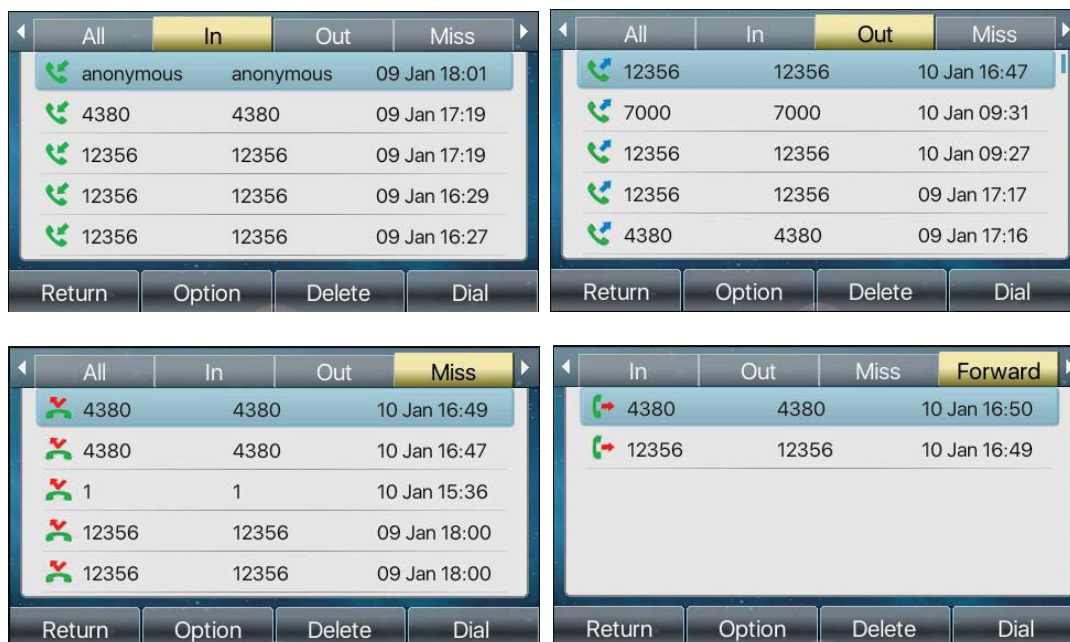 All In Out Miss
anonymous anonymous 09 Jan 18:01
4380 4380 09 Jan 17:19
12356 12356 09 Jan 17:19
12356 12356 09 Jan 16:29
12356 12356 09 Jan 16:27
Return Option Delete Dial
All In Out Miss
12356 12356 10 Jan 16:47
7000 7000 10 Jan 09:31
12356 12356 10 Jan 09:27
12356 12356 09 Jan 17:17
4380 4380 09 Jan 17:16
Return Option Delete Dial
All In Out Miss
4380 4380 10 Jan 16:49
4380 4380 10 Jan 16:47
1 1 10 Jan 15:36
12356 12356 09 Jan 18:00
12356 12356 09 Jan 18:00
Return Option Delete Dial
In Out Miss Forward
4380 4380 10 Jan 16:50
12356 12356 10 Jan 16:49
Return Option Delete Dial